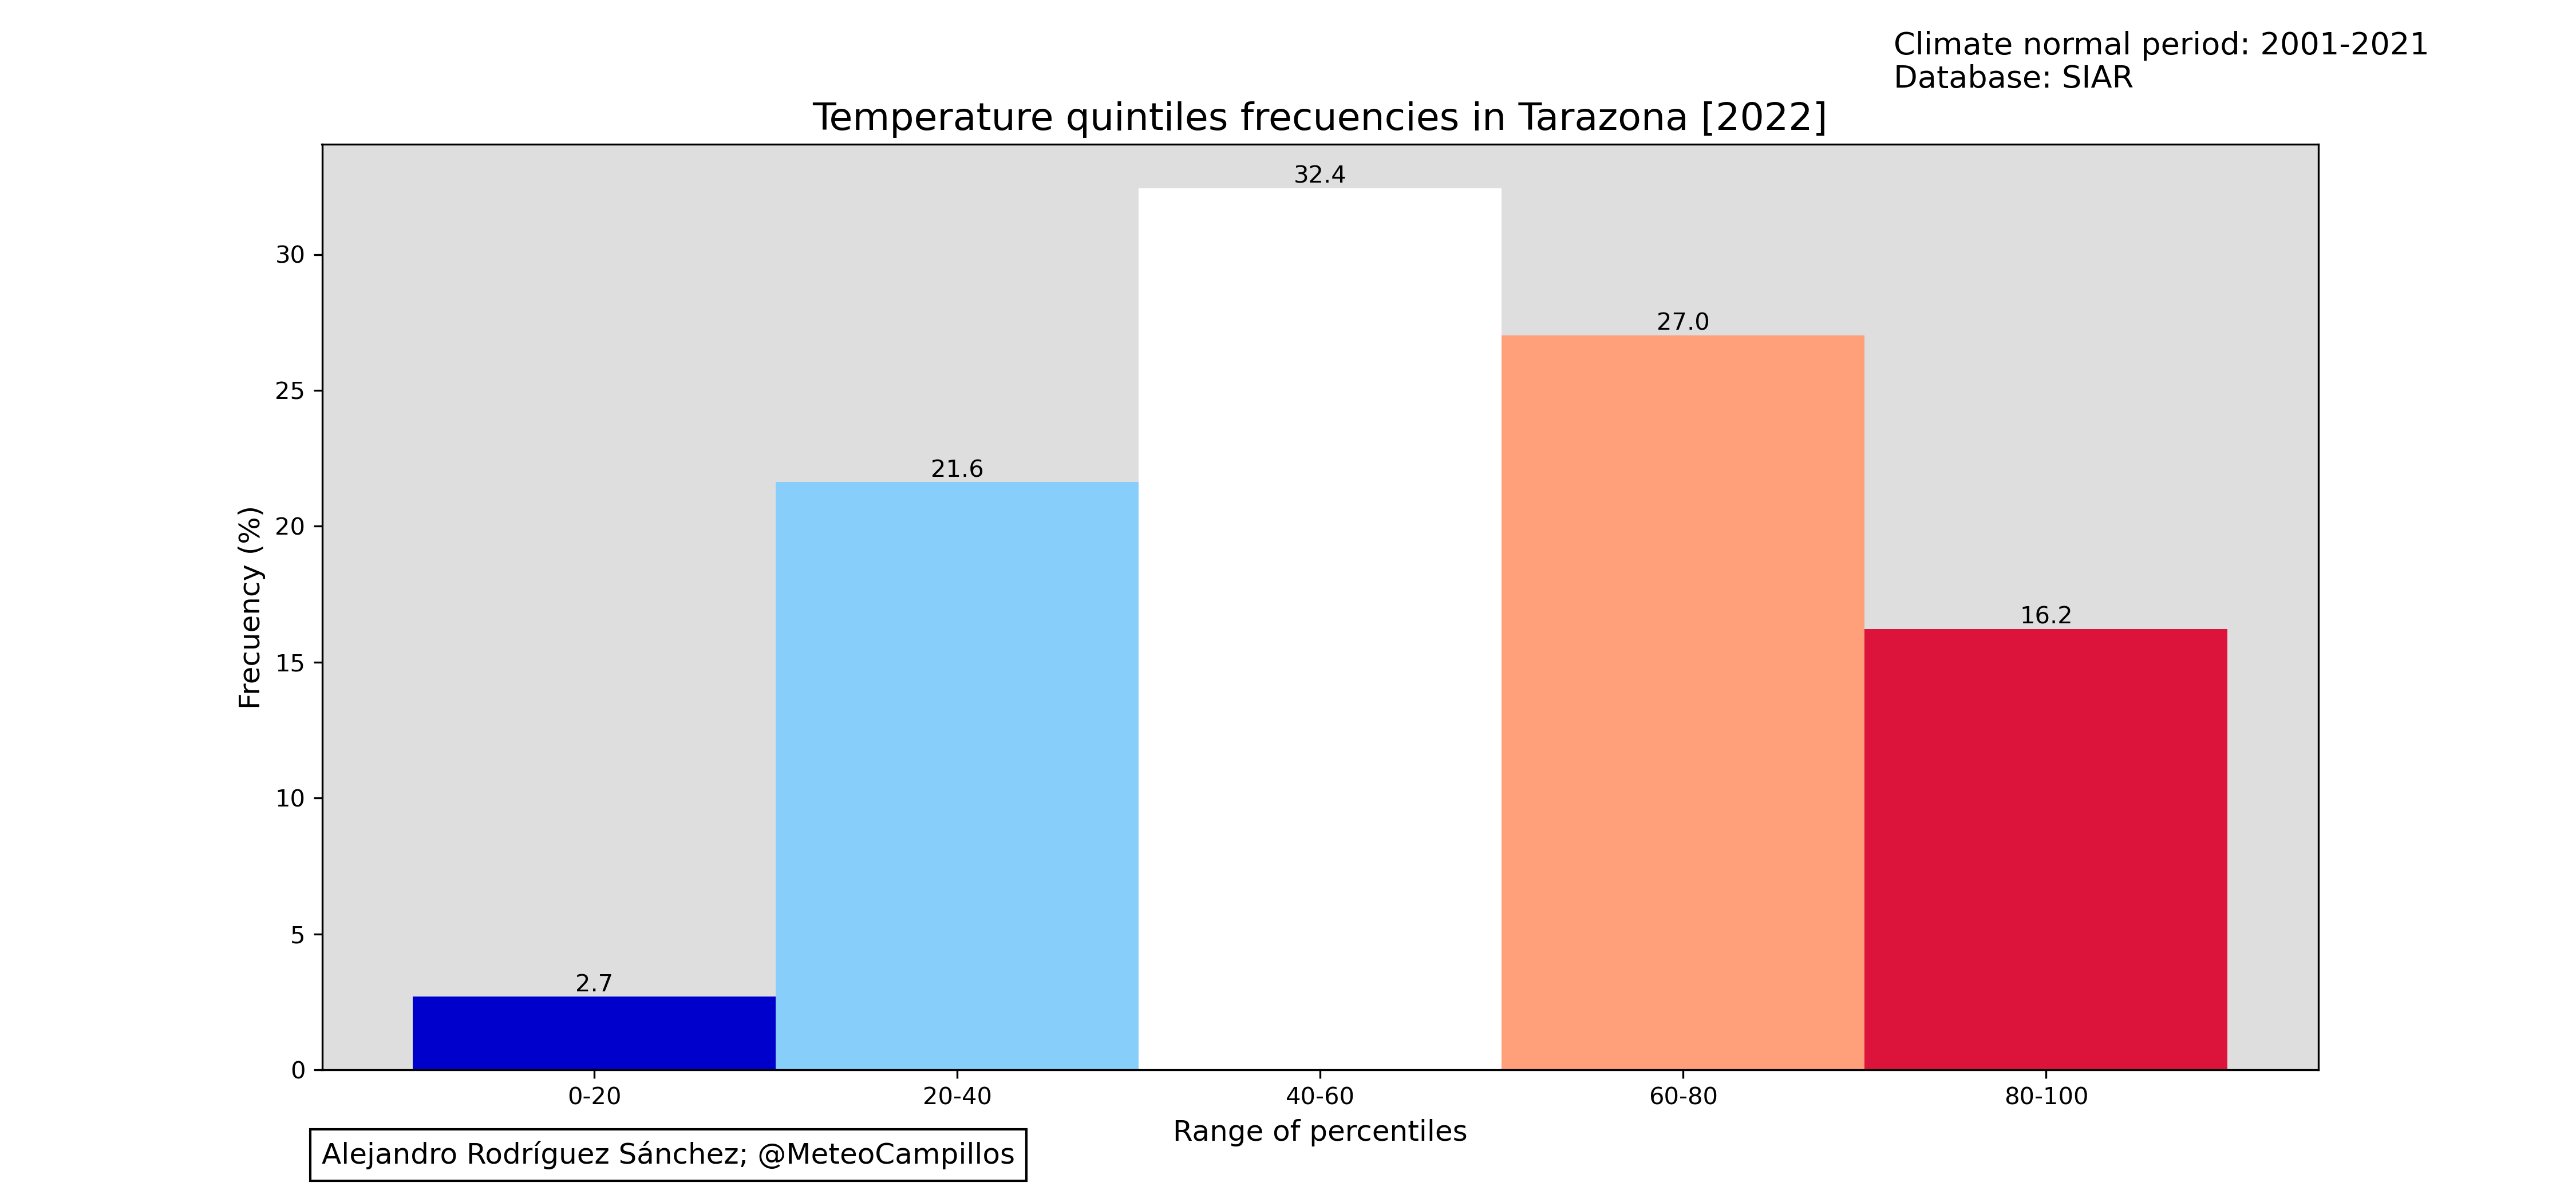 Climate normal period: 2001-2021
Database: SIAR
Temperature quintiles frecuencies in Tarazona [2022]
Frecuency (%)
30
25
20
15
10
5
0
2.7
21.6
32.4
27.0
16.2
0-20
20-40
40-60
60-80
80-100
Range of percentiles
Alejandro Rodríguez Sánchez; @MeteoCampillos